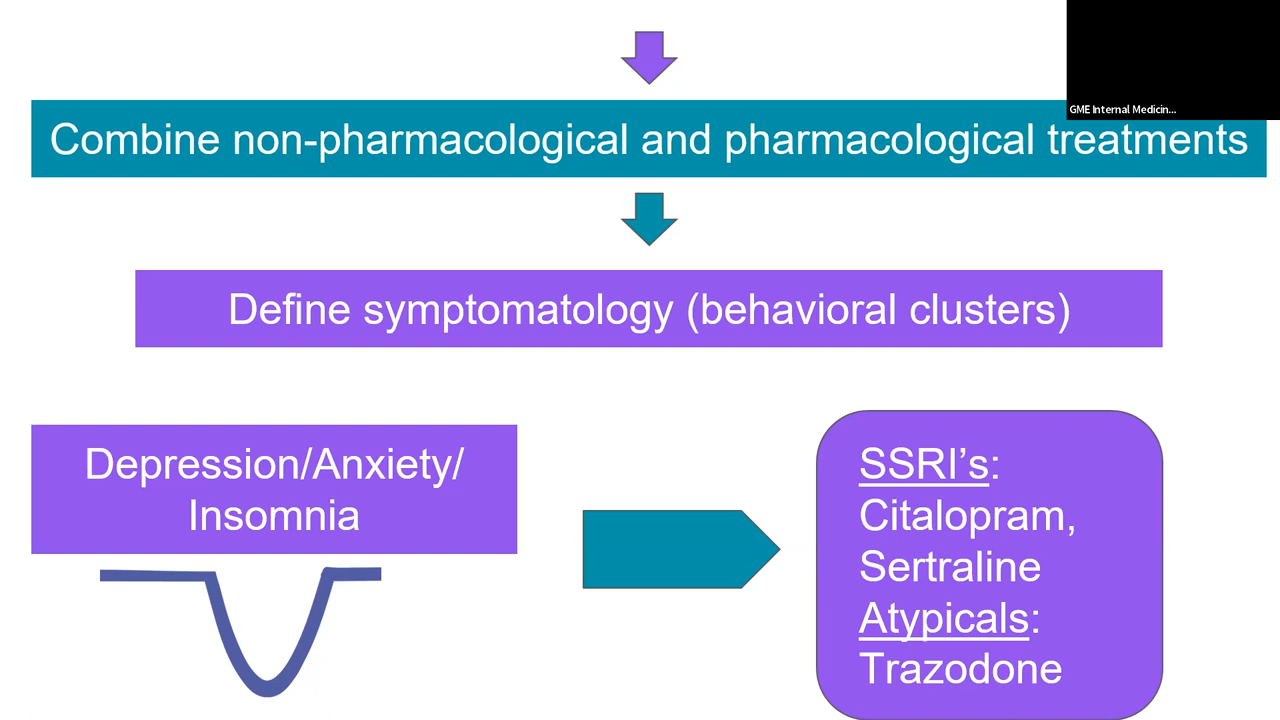 GME Internal Medicin...
Combine non-pharmacological and pharmacological treatments
Define symptomatology (behavioral clusters)
Depression/Anxiety/
Insomnia
SSRI’s:
Citalopram,
Sertraline
Atypicals:
Trazodone